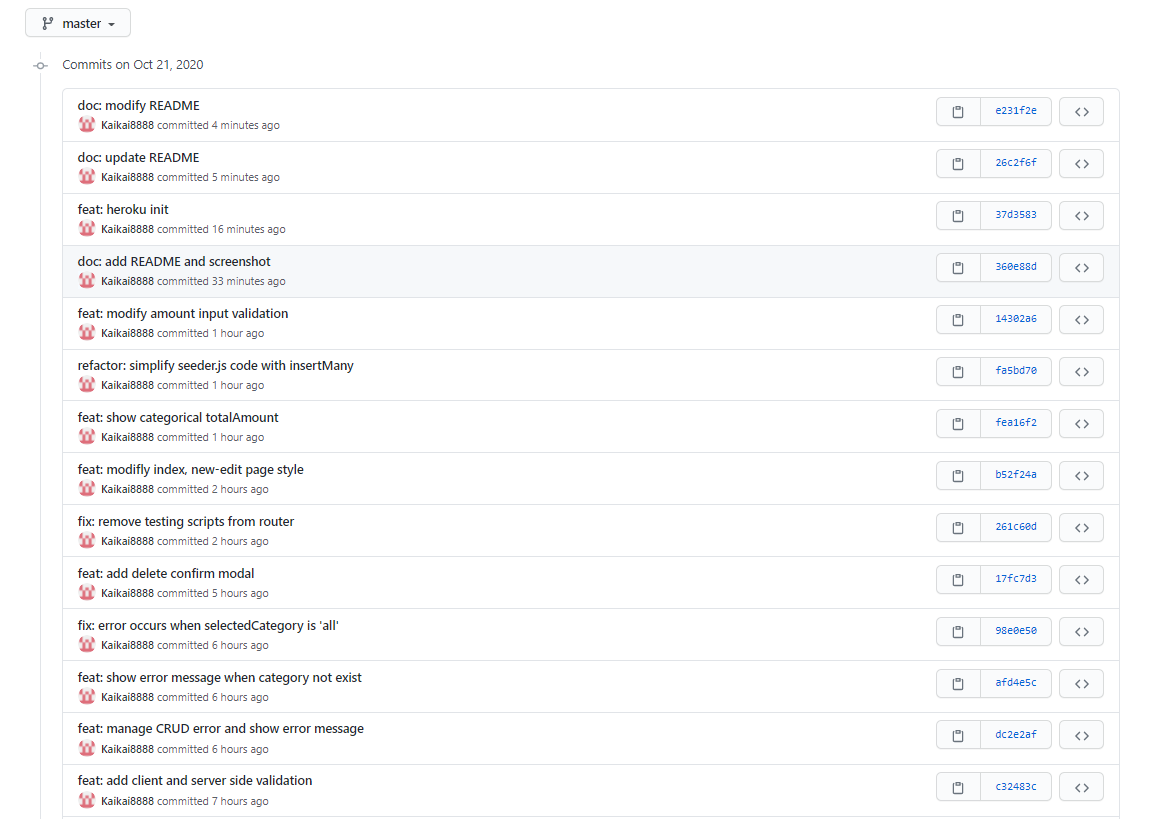 master
Commits on Oct 21, 2020
doc: modify README
Kaikai8888 committed 4 minutes ago
e231f2e
doc: update README
Kaikai8888 committed 5 minutes ago
26c2f6f
feat: heroku init
Kaikai8888 committed 16 minutes ago
37d3583
doc: add README and screenshot
Kaikai8888 committed 33 minutes ago
360e88d
feat: modify amount input validation
Kaikai8888 committed 1 hour ago
14302a6
refactor: simplify seeder.js code with insertMany
Kaikai8888 committed 1 hour ago
fa5bd70
feat: show categorical totalAmount
Kaikai8888 committed 1 hour ago
fea16f2
feat: modifly index, new-edit page style
Kaikai8888 committed 2 hours ago
b52f24a
fix: remove testing scripts from router
Kaikai8888 committed 2 hours ago
261c60d
feat: add delete confirm modal
Kaikai8888 committed 5 hours ago
17fc7d3
fix: error occurs when selectedCategory is 'all'
Kaikai8888 committed 6 hours ago
98e0e50
feat: show error message when category not exist
Kaikai8888 committed 6 hours ago
afd4e5c
feat: manage CRUD error and show error message
Kaikai8888 committed 6 hours ago
dc2e2af
feat: add client and server side validation
Kaikai8888 committed 7 hours ago
c32483c